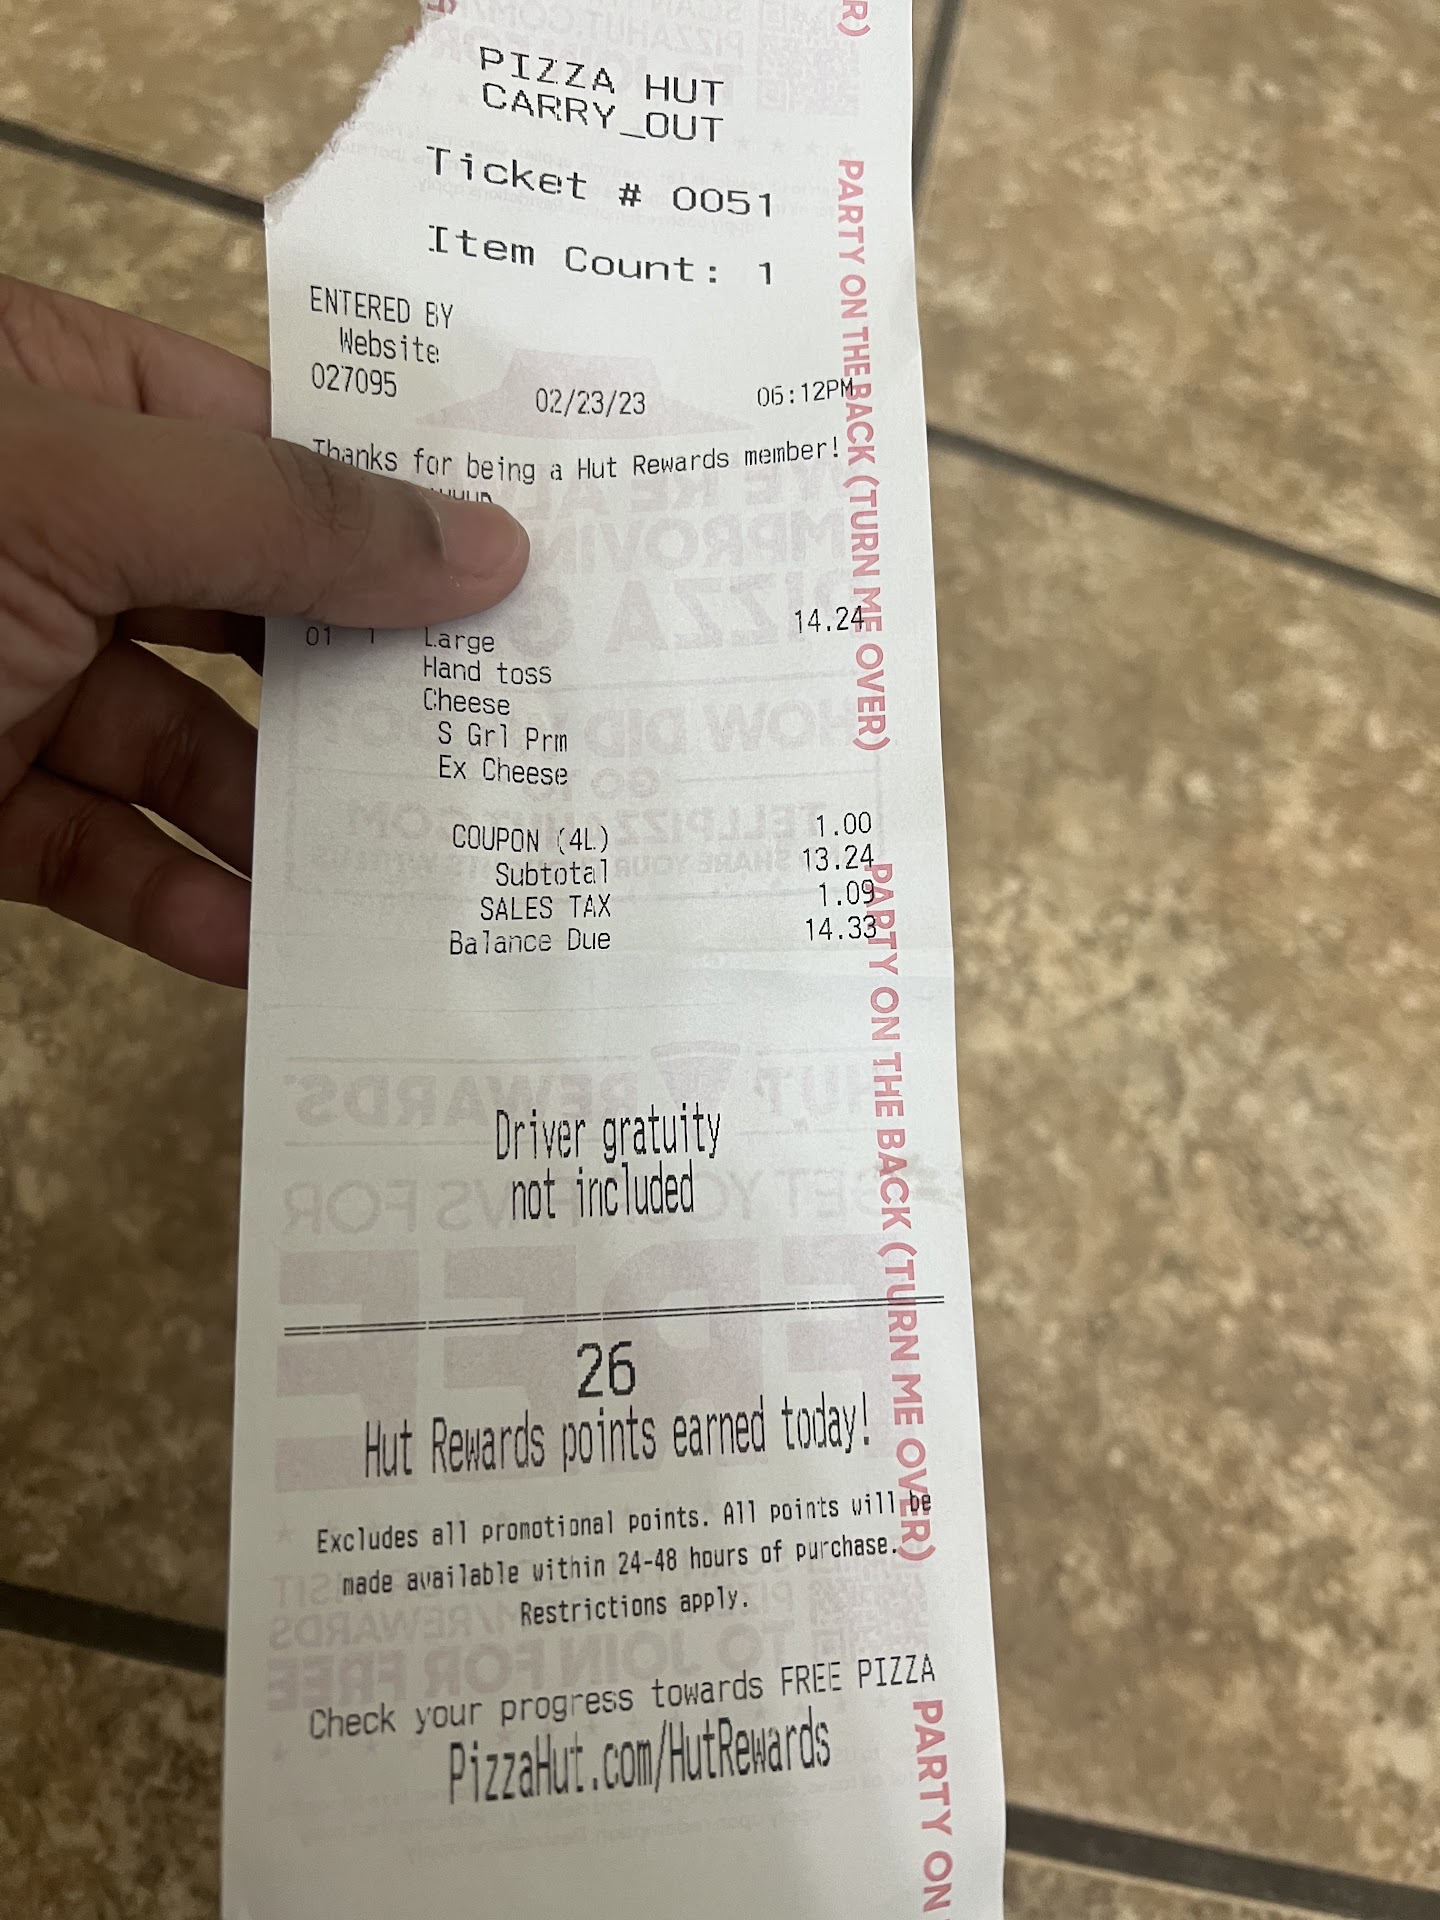 PIZZA HUT
CARRY_OUT
Ticket # 0051
Item Count: 1
ENTERED BY
Website
027095 02/23/23 06:12PM
Thanks for being a Hut Rewards member!
01 1 Large 14.24
Hand toss
Cheese
S Grl Prm
Ex Cheese
COUPON (4L) 1.00
Subtotal 13.24
SALES TAX 1.09
Balance Due 14.33
Driver gratuity
not included
26
Hut Rewards points earned today!
Excludes all promotional points. All points will be
made available within 24-48 hours of purchase.
Restrictions apply.
Check your progress towards FREE PIZZA
PizzaHut.com/HutRewards
R)
PARTY ON THE BACK (TURN ME OVER)
PARTY ON THE BACK (TURN ME OVER)
PARTY ON